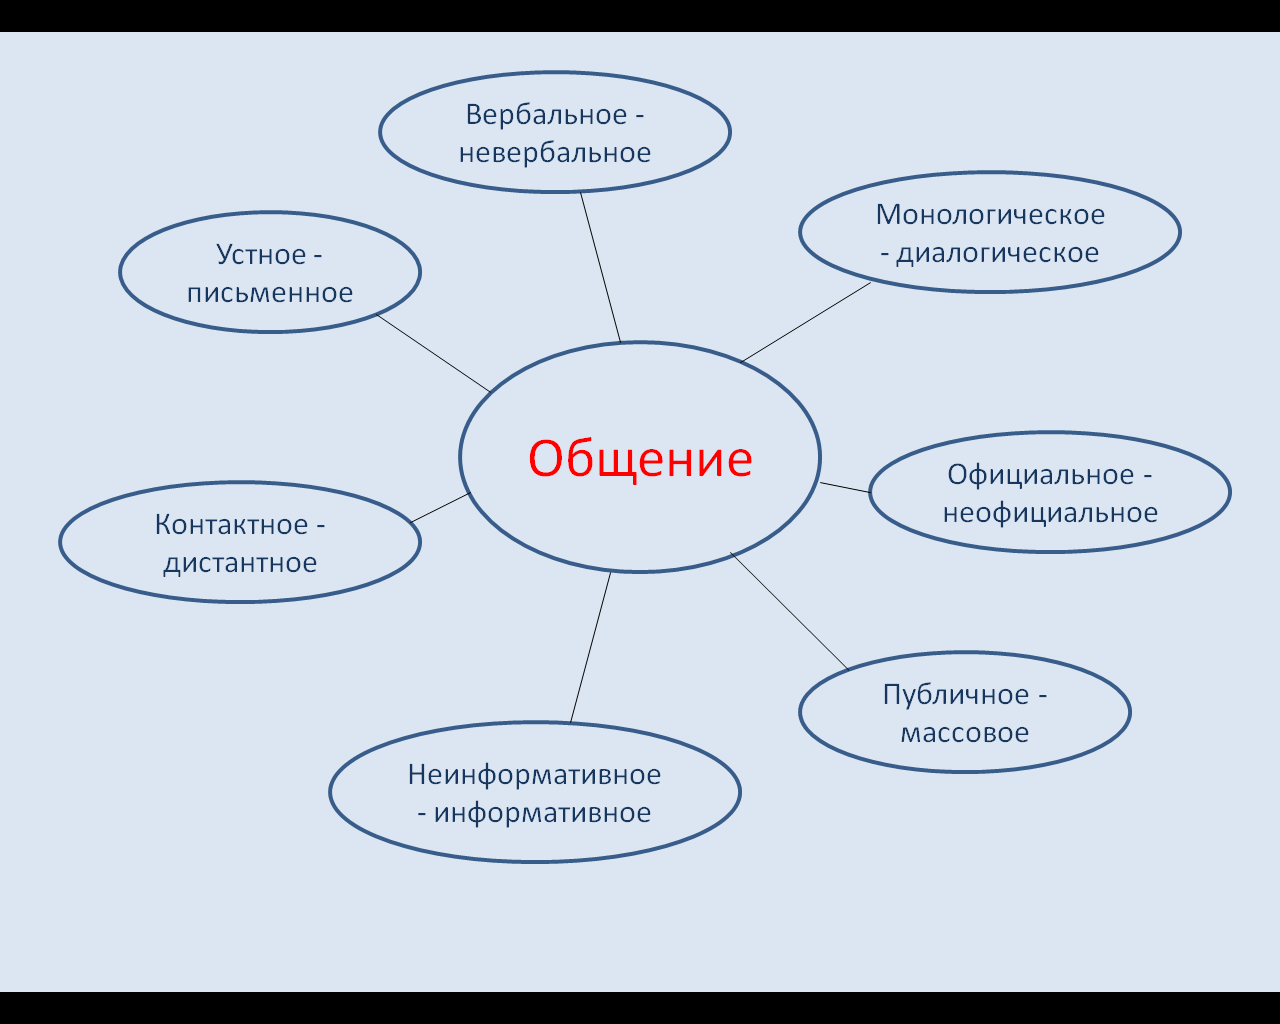 Вербальное -
невербальное
Монологическое
- диалогическое
Устное -
письменное
Общение
Официальное -
неофициальное
Контактное -
дистантное
Публичное -
массовое
Неинформативное
- информативное